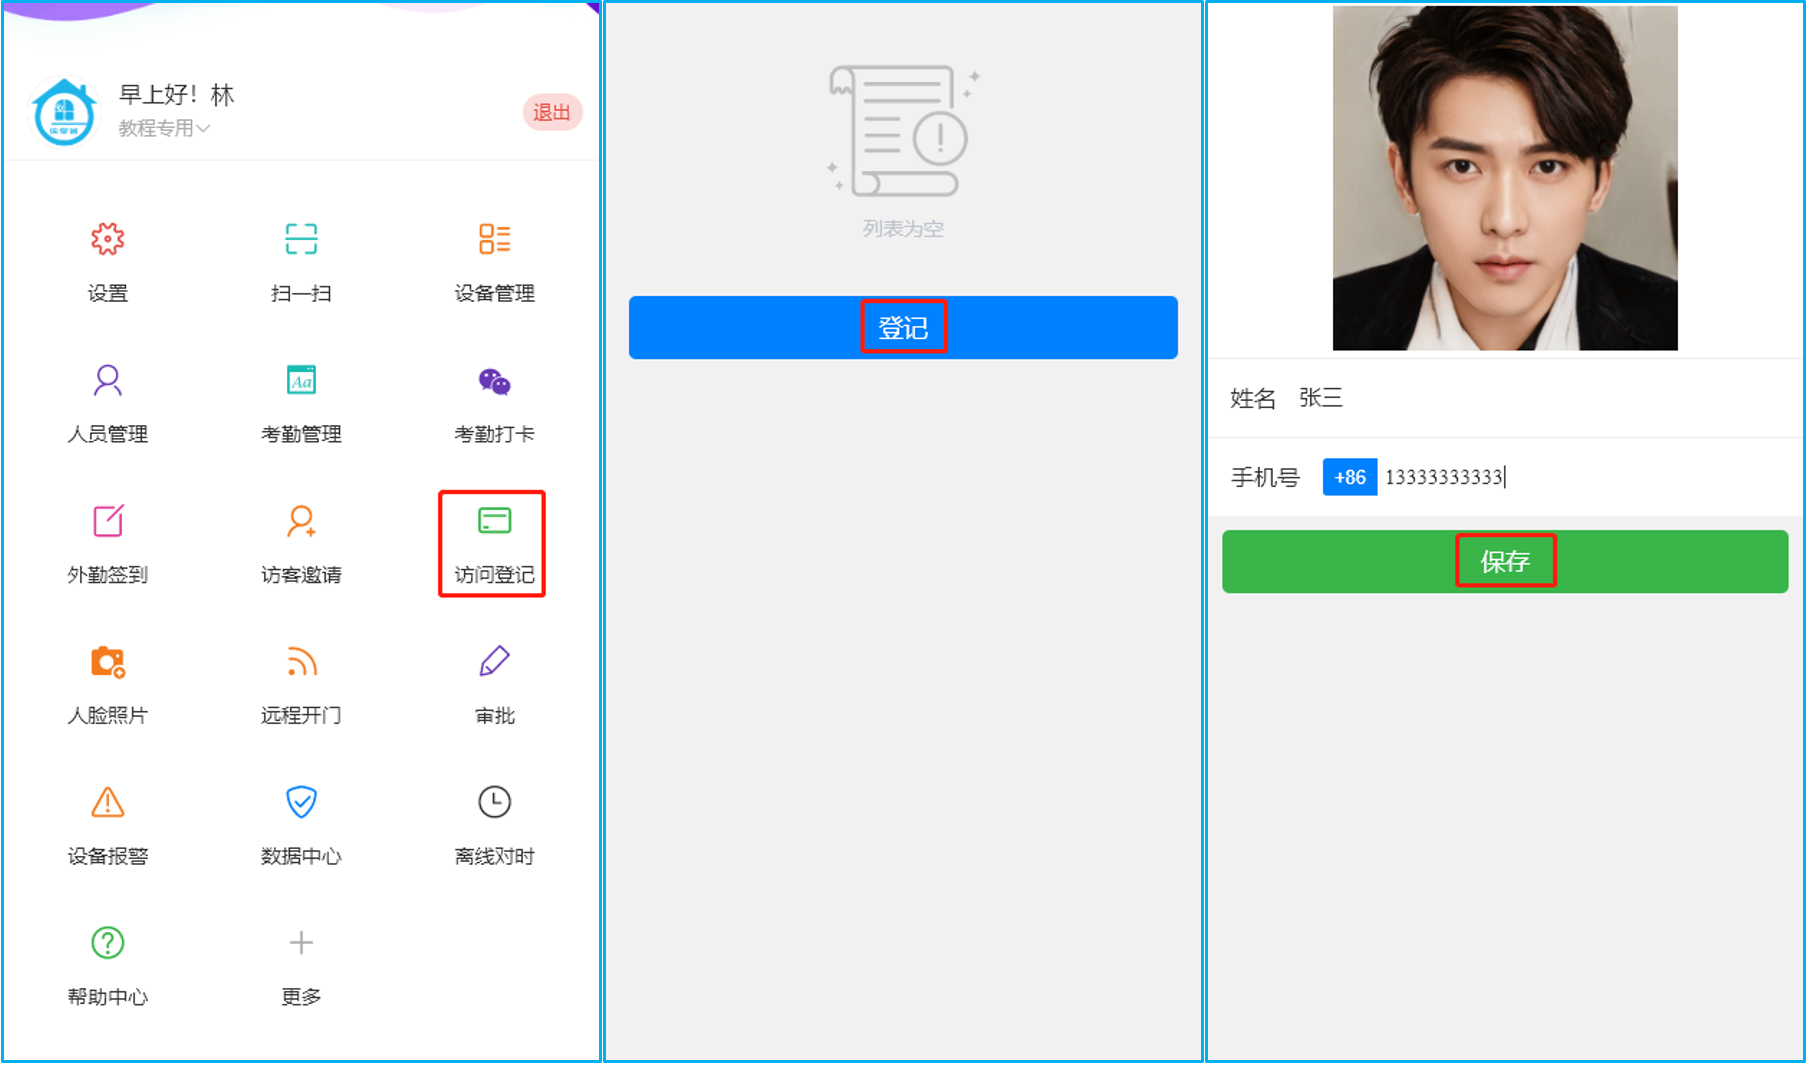 早上好！林
教程专用
退出
设置
扫一扫
设备管理
人员管理
Aa
考勤管理
考勤打卡
外勤签到
访客邀请
访问登记
人脸照片
远程开门
审批
设备报警
数据中心
离线对时
帮助中心
更多
列表为空
登记
姓名 张三
手机号 +86 13333333333
保存